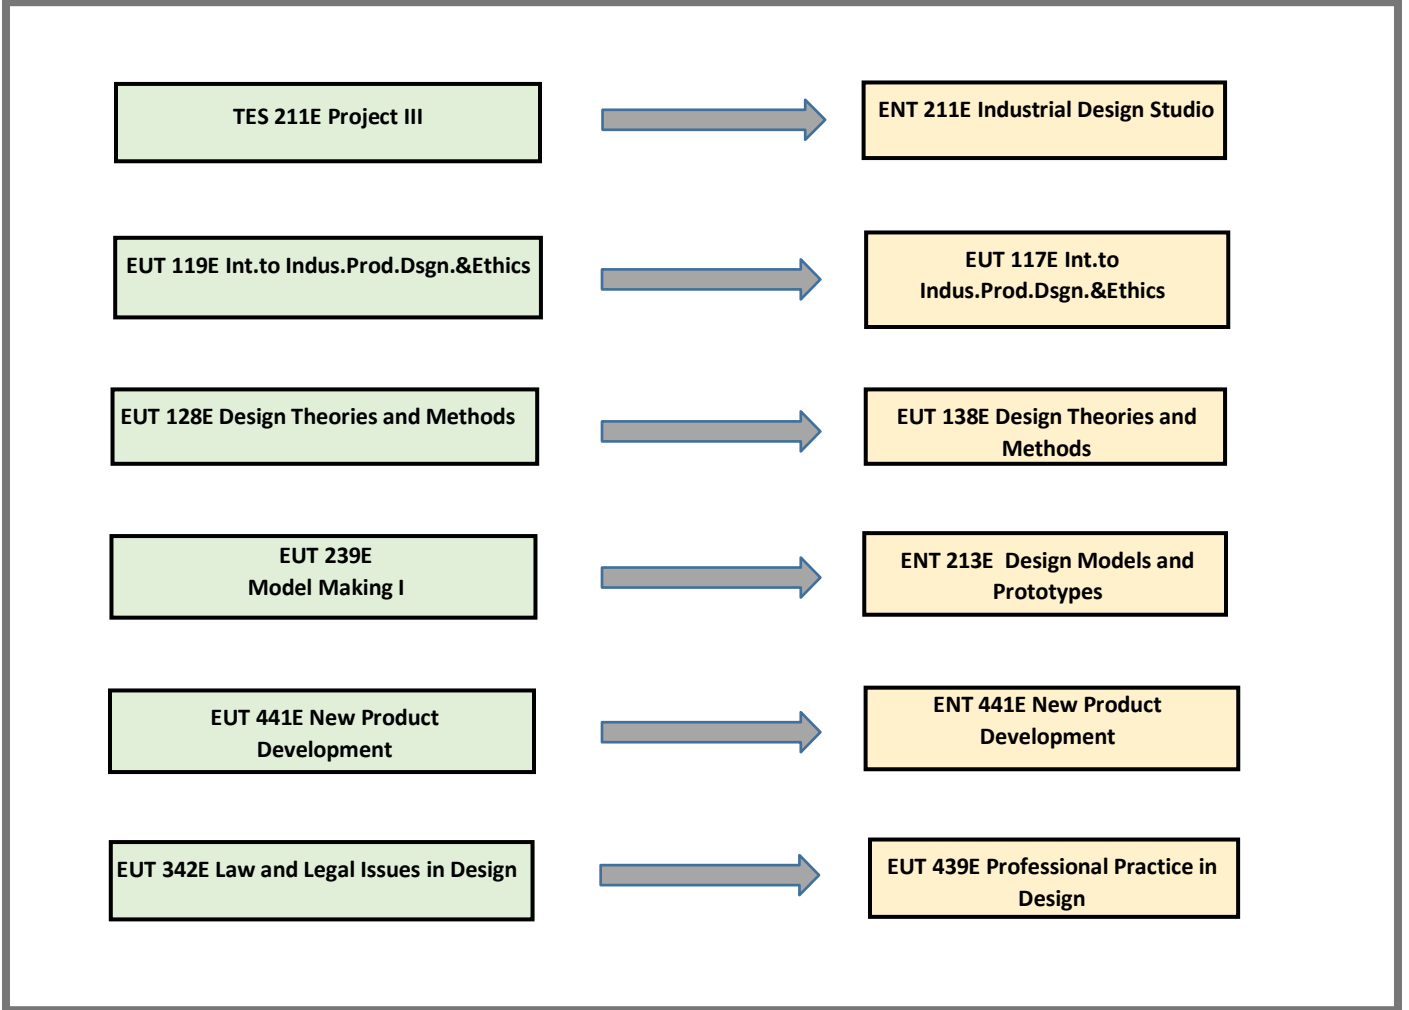 TES 211E Project III
ENT 211E Industrial Design Studio
EUT 119E Int.to Indus.Prod.Dsgn.&Ethics
EUT 117E Int.to
Indus.Prod.Dsgn.&Ethics
EUT 128E Design Theories and Methods
EUT 138E Design Theories and
Methods
EUT 239E
Model Making I
ENT 213E  Design Models and
Prototypes
EUT 441E New Product
Development
ENT 441E New Product
Development
EUT 342E Law and Legal Issues in Design
EUT 439E Professional Practice in
Design